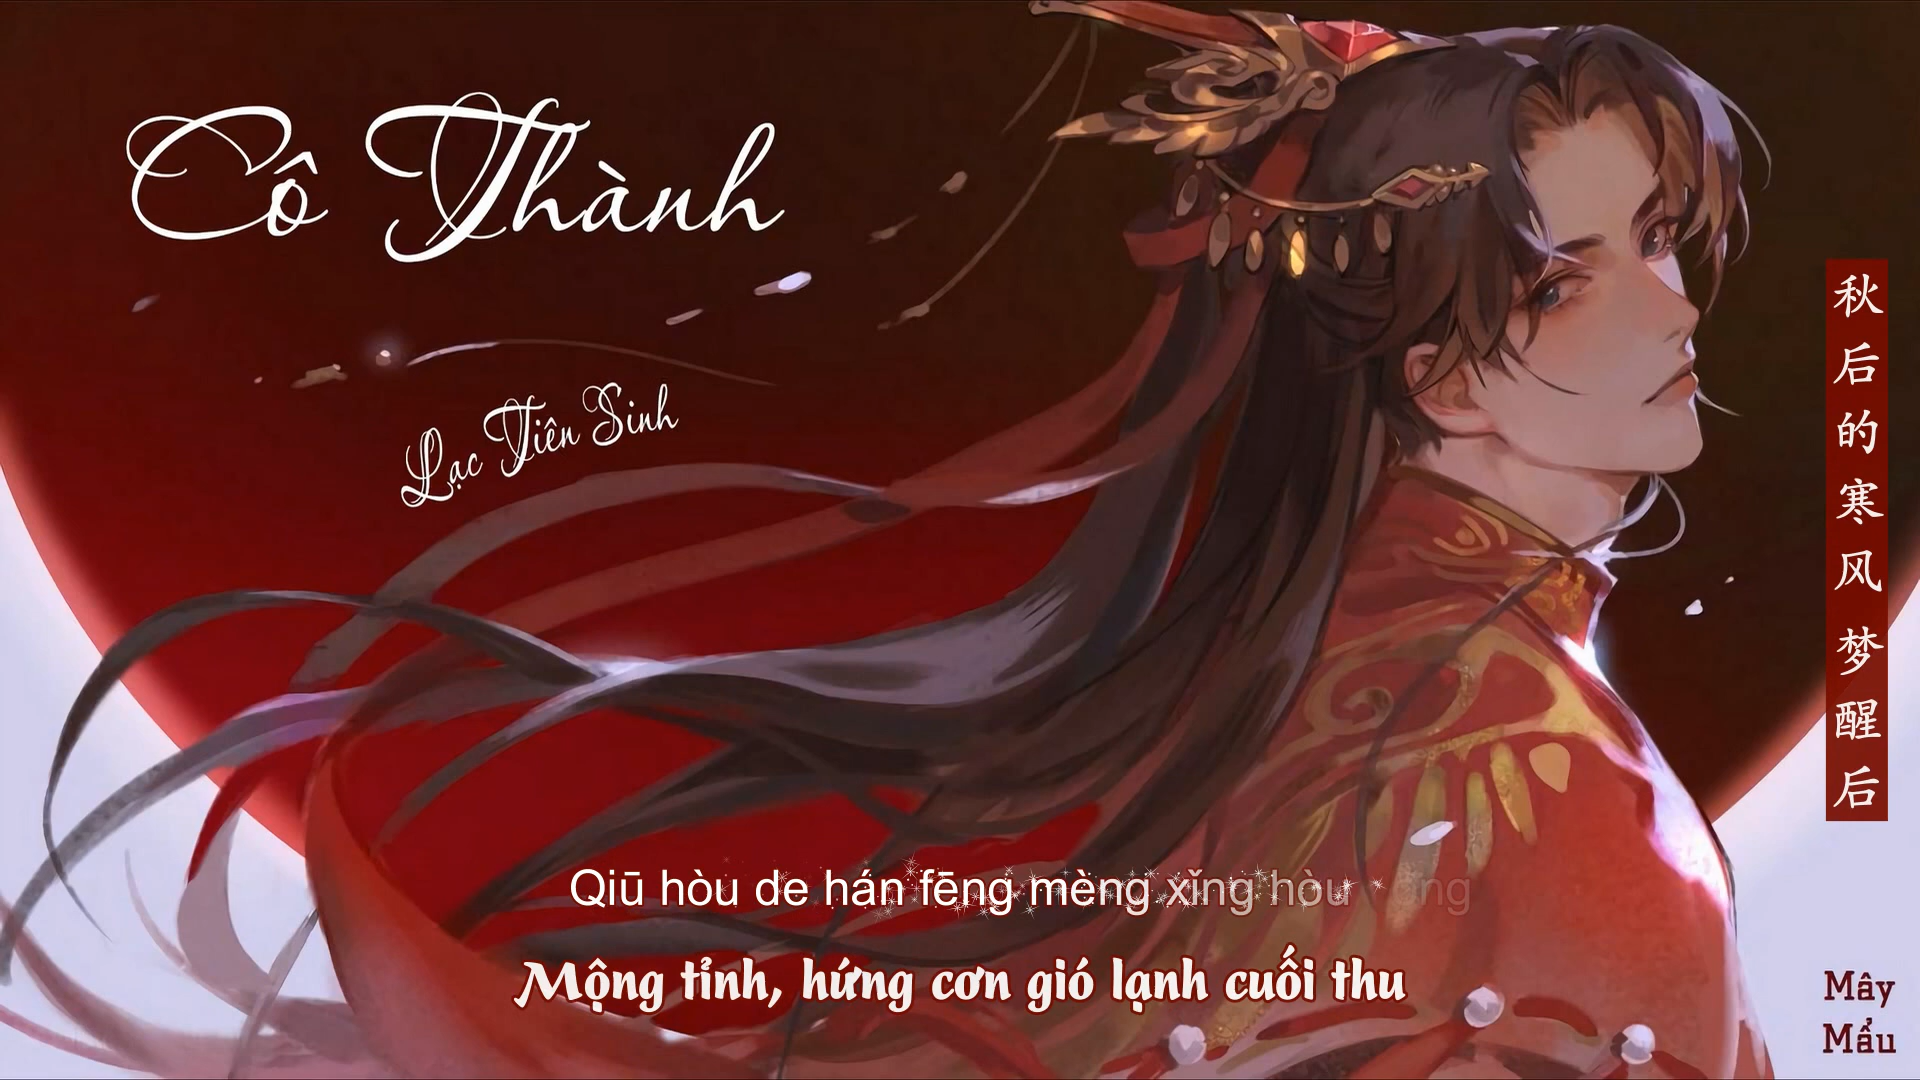 Cô Thành
Lạc Tiên Sinh
秋后的寒风 梦醒后
Qiū hòu de hán fēng mèng xǐng hòu
Mộng tỉnh, hứng cơn gió lạnh cuối thu
Mây
Mẩu